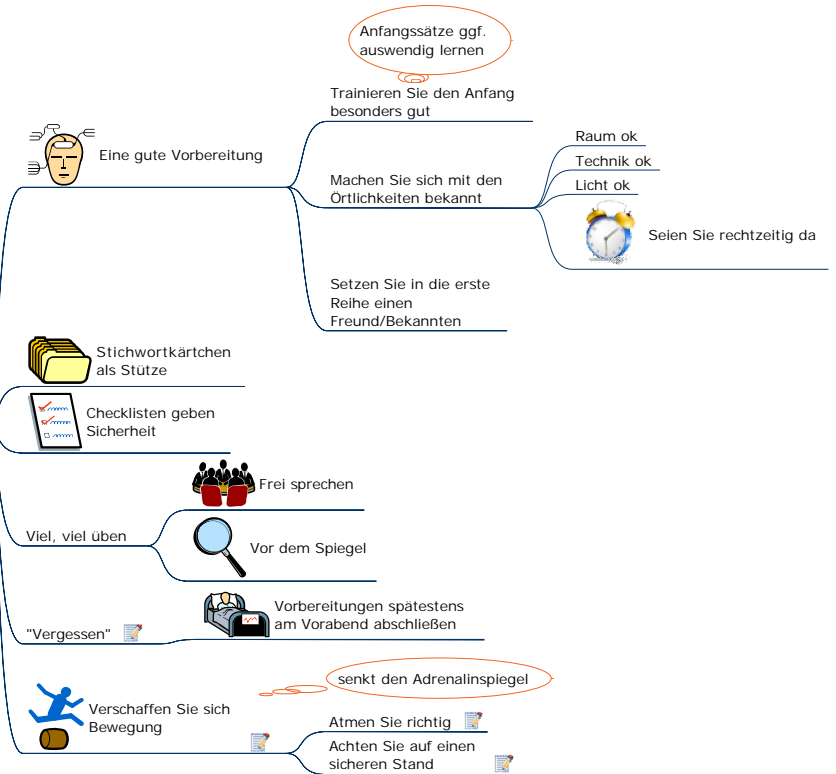 Anfangssätze ggf.
auswendig lernen
Trainieren Sie den Anfang
besonders gut
Eine gute Vorbereitung
Machen Sie sich mit den
Örtlichkeiten bekannt
Raum ok
Technik ok
Licht ok
Seien Sie rechtzeitig da
Setzen Sie in die erste
Reihe einen
Freund/Bekannten
Stichwortkärtchen
als Stütze
Checklisten geben
Sicherheit
Viel, viel üben
Frei sprechen
Vor dem Spiegel
"Vergessen"
Vorbereitungen spätestens
am Vorabend abschließen
senkt den Adrenalinspiegel
Verschaffen Sie sich
Bewegung
Atmen Sie richtig
Achten Sie auf einen
sicheren Stand